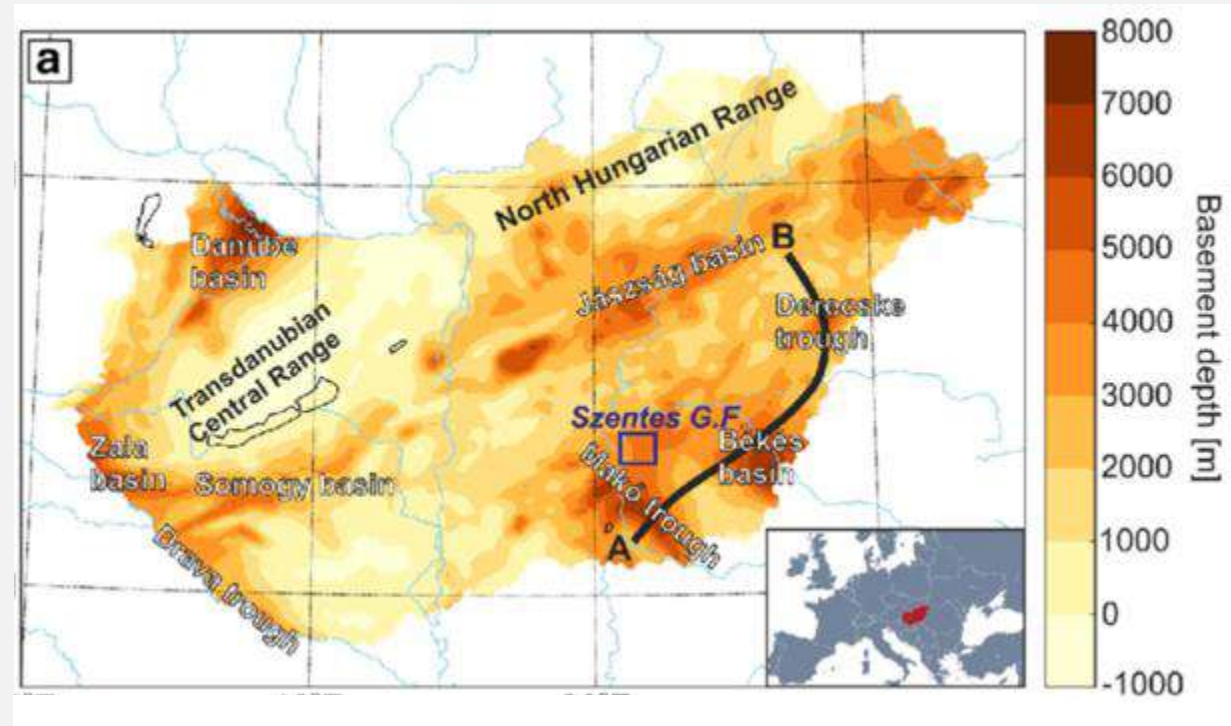 a
North Hungarian Range
Danube
basin
Jászság basin
B
Derecske
trough
Transdanubian
Central Range
Szentes G.F.
Zala
basin
Somogy basin
Békés
basin
Makó trough
A
Drava trough
8000
7000
6000
5000
4000
3000
2000
1000
0
-1000
Basement depth [m]